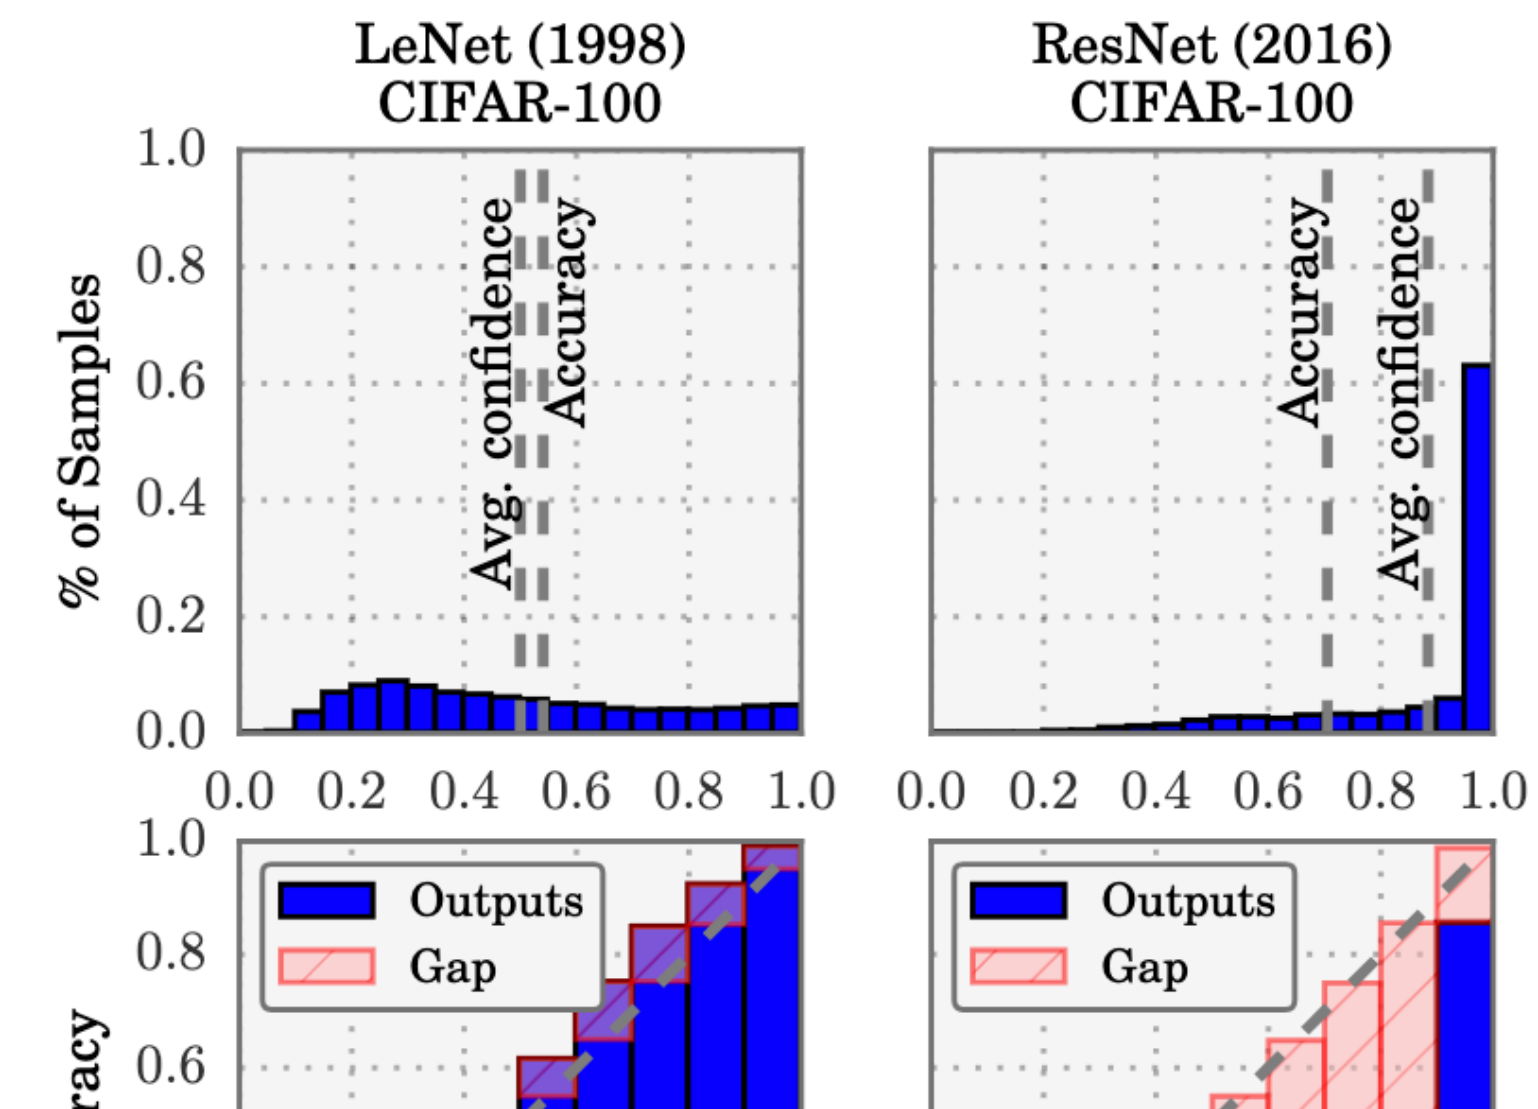 LeNet (1998)
CIFAR-100
ResNet (2016)
CIFAR-100
% of Samples
1.0
0.8
0.6
0.4
0.2
0.0
Avg. confidence
Accuracy
0.0 0.2 0.4 0.6 0.8 1.0
Accuracy
Avg. confidence
0.0 0.2 0.4 0.6 0.8 1.0
1.0
0.8
0.6
Outputs
Gap
Outputs
Gap